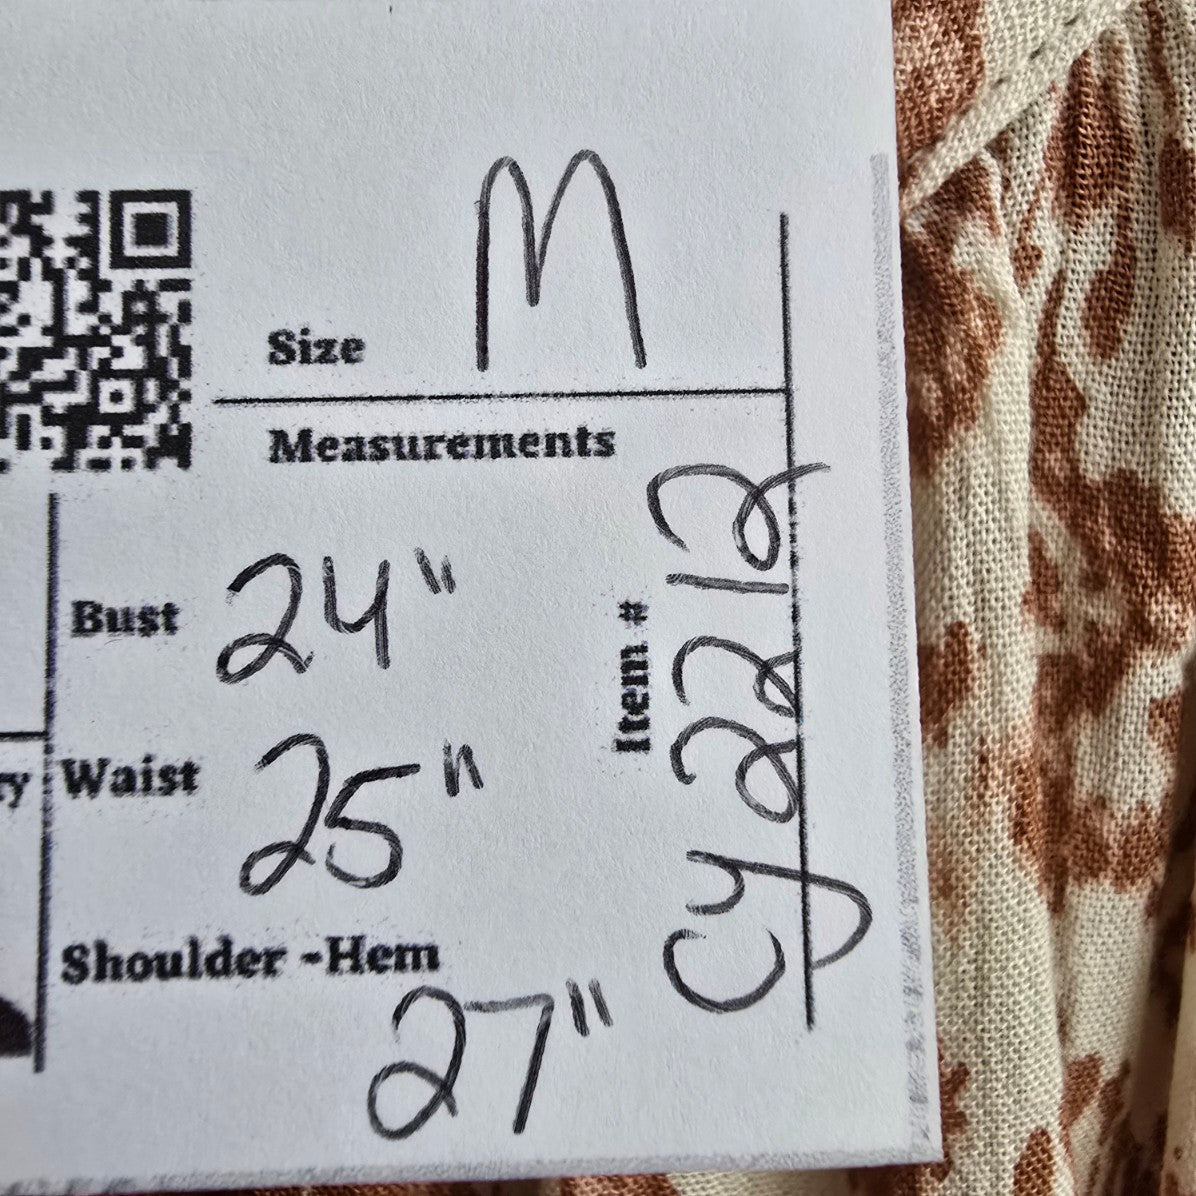 Size M
Measurements
Bust 24"
Waist 25"
Shoulder -Hem
27"
Item # Cy2212